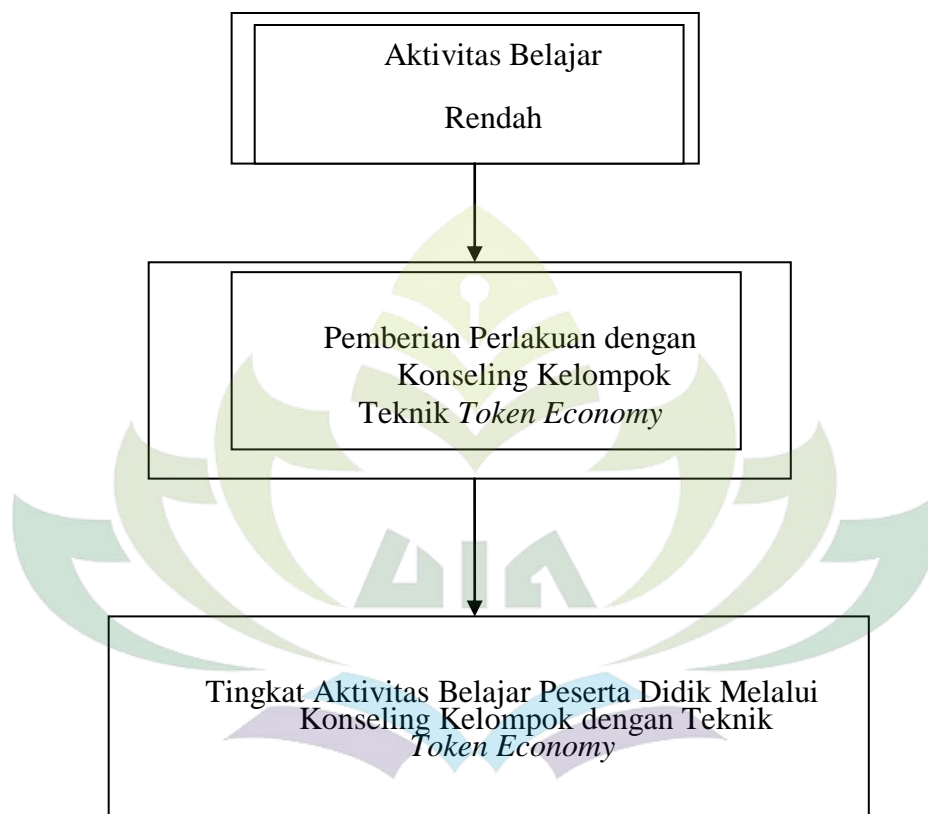 Aktivitas Belajar
Rendah
Pemberian Perlakuan dengan
Konseling Kelompok
Teknik Token Economy
UIN
Tingkat Aktivitas Belajar Peserta Didik Melalui
Konseling Kelompok dengan Teknik
Token Economy